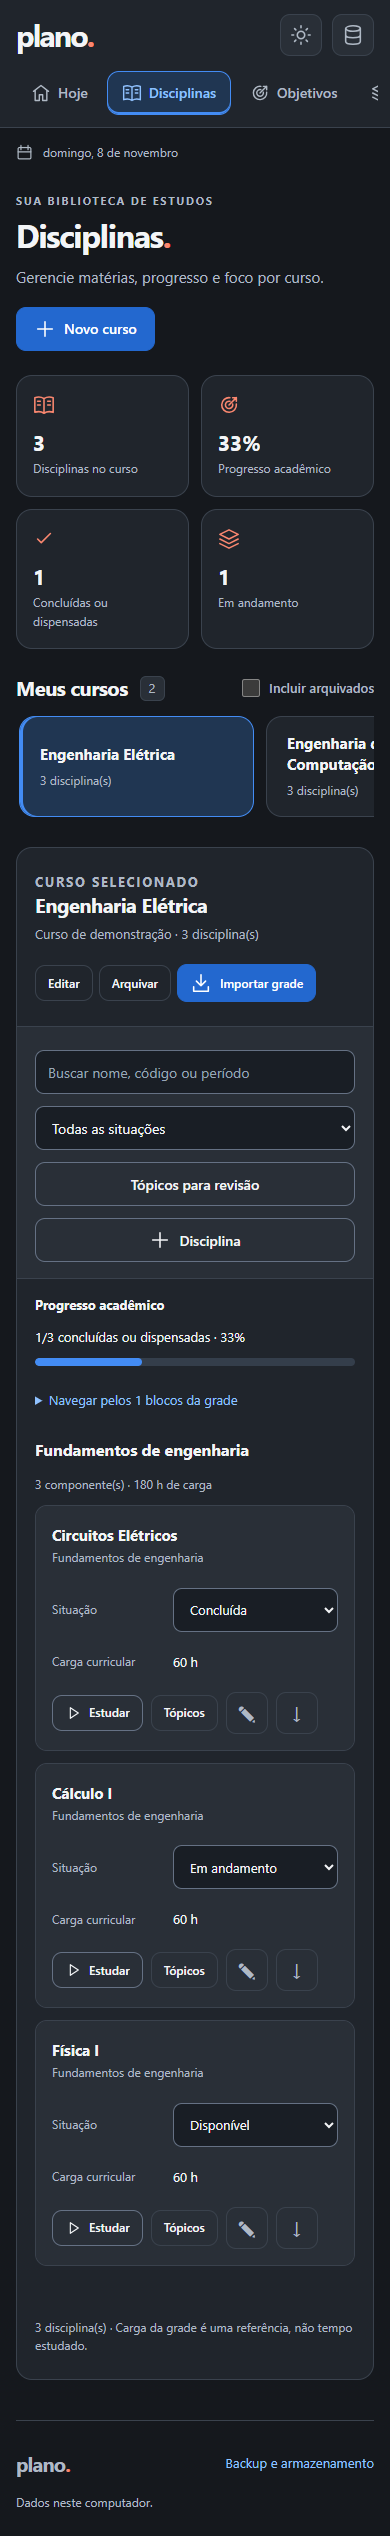 plano.
Hoje
Disciplinas
Objetivos
domingo, 8 de novembro
SUA BIBLIOTECA DE ESTUDOS
Disciplinas.
Gerencie matérias, progresso e foco por curso.
Novo curso
3
Disciplinas no curso
33%
Progresso acadêmico
1
Concluídas ou
dispensadas
1
Em andamento
Meus cursos
2
Incluir arquivados
Engenharia Elétrica
3 disciplina(s)
Engenharia
Computação
3 disciplina(s)
CURSO SELECIONADO
Engenharia Elétrica
Curso de demonstração · 3 disciplina(s)
Editar
Arquivar
Importar grade
Buscar nome, código ou período
Todas as situações
Tópicos para revisão
Disciplina
Progresso acadêmico
1/3 concluídas ou dispensadas · 33%
Navegar pelos 1 blocos da grade
Fundamentos de engenharia
3 componente(s) · 180 h de carga
Circuitos Elétricos
Fundamentos de engenharia
Situação
Concluída
Carga curricular
60 h
Estudar
Tópicos
Cálculo I
Fundamentos de engenharia
Situação
Em andamento
Carga curricular
60 h
Estudar
Tópicos
Física I
Fundamentos de engenharia
Situação
Disponível
Carga curricular
60 h
Estudar
Tópicos
3 disciplina(s) · Carga da grade é uma referência, não tempo
estudado.
plano.
Backup e armazenamento
Dados neste computador.